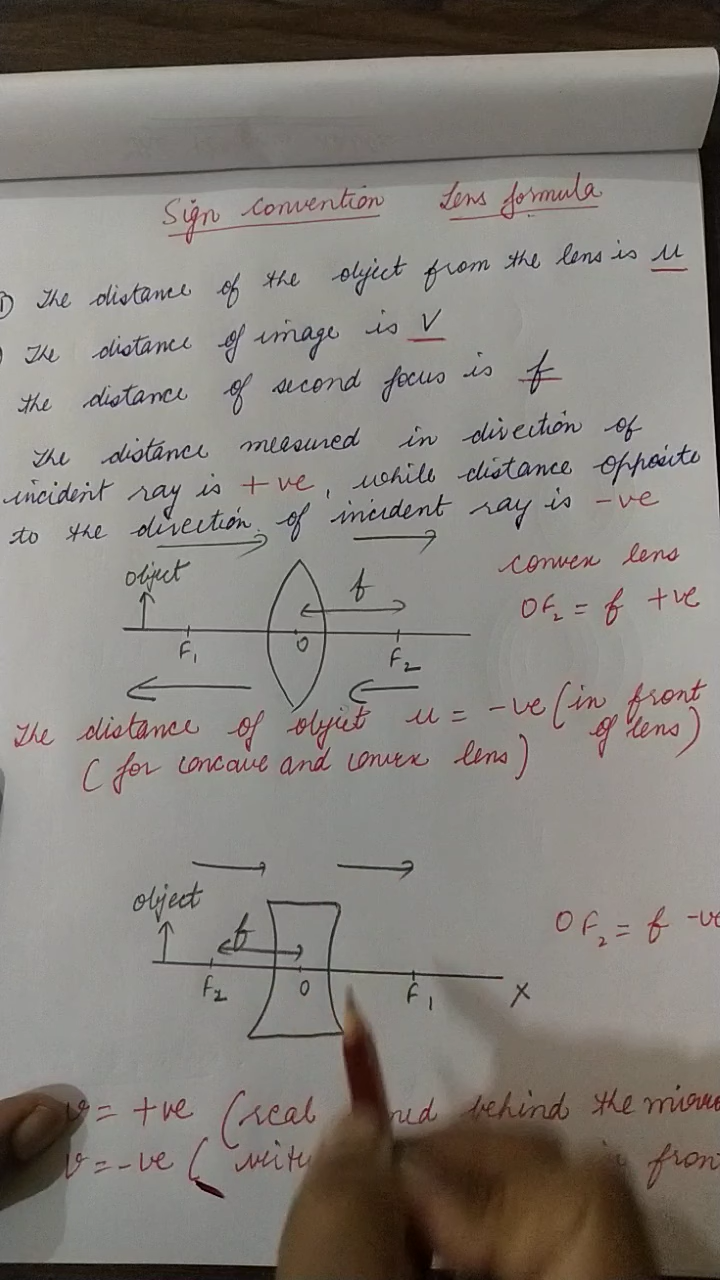 Sign convention Lens formula
① The distance of the object from the lens is u
The distance of image is V
the distance of second focus is f
The distance measured in direction of
incident ray is +ve, while distance opposite
to the direction of incident ray is -ve
object
f
convex lens
OF₂ = f +ve
F₁ O F₂
The distance of object u = -ve (in front
of lens)
(for concave and convex lens)
object
f
OF₂ = f -ve
F₂ O F₁ X
v = +ve (real behind the
v = -ve ( front